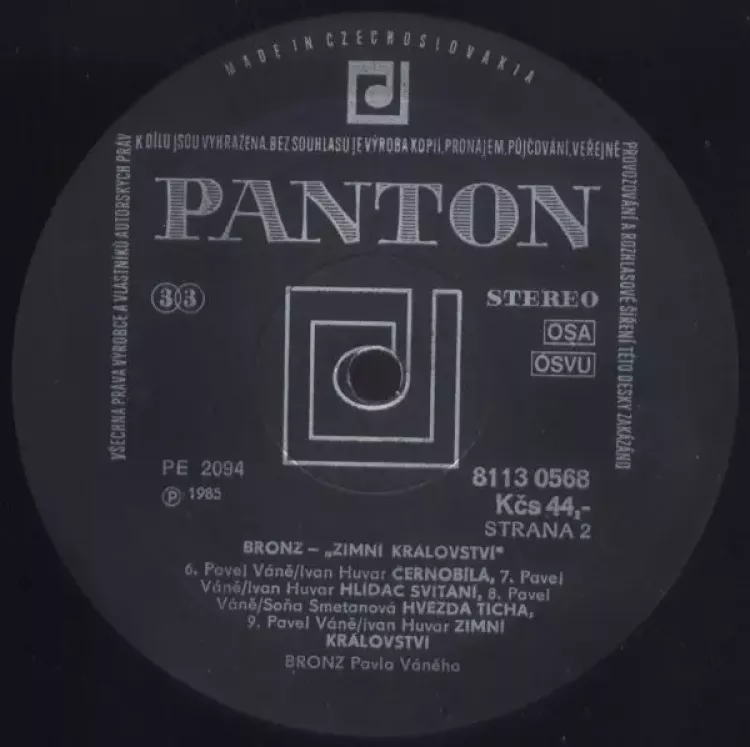 MADE IN CZECHOSLOVAKIA
VŠECHNA PRÁVA VÝROBCE A VLASTNÍKŮ AUTORSKÝCH PRÁV
K DÍLU JSOU VYHRAZENA. BEZ SOUHLASU JE VÝROBA KOPIÍ, PRONÁJEM, PŮJČOVÁNÍ, VEŘEJNÉ
PROVOZOVÁNÍ A ROZHLASOVÉ ŠÍŘENÍ TÉTO DESKY ZAKÁZÁNO
PANTON
33
STEREO
OSA
OSVU
PE 2094
8113 0568
Ⓟ 1985
Kčs 44,-
STRANA 2
BRONZ – „ZIMNÍ KRÁLOVSTVÍ"
6. Pavel Váně/Ivan Huvar ČERNOBÍLÁ, 7. Pavel
Váně/Ivan Huvar HLÍDAČ SVÍTÁNÍ, 8. Pavel
Váně/Soňa Smetanová HVĚZDA TICHA,
9. Pavel Váně/Ivan Huvar ZIMNÍ
KRÁLOVSTVÍ
BRONZ Pavla Váněho